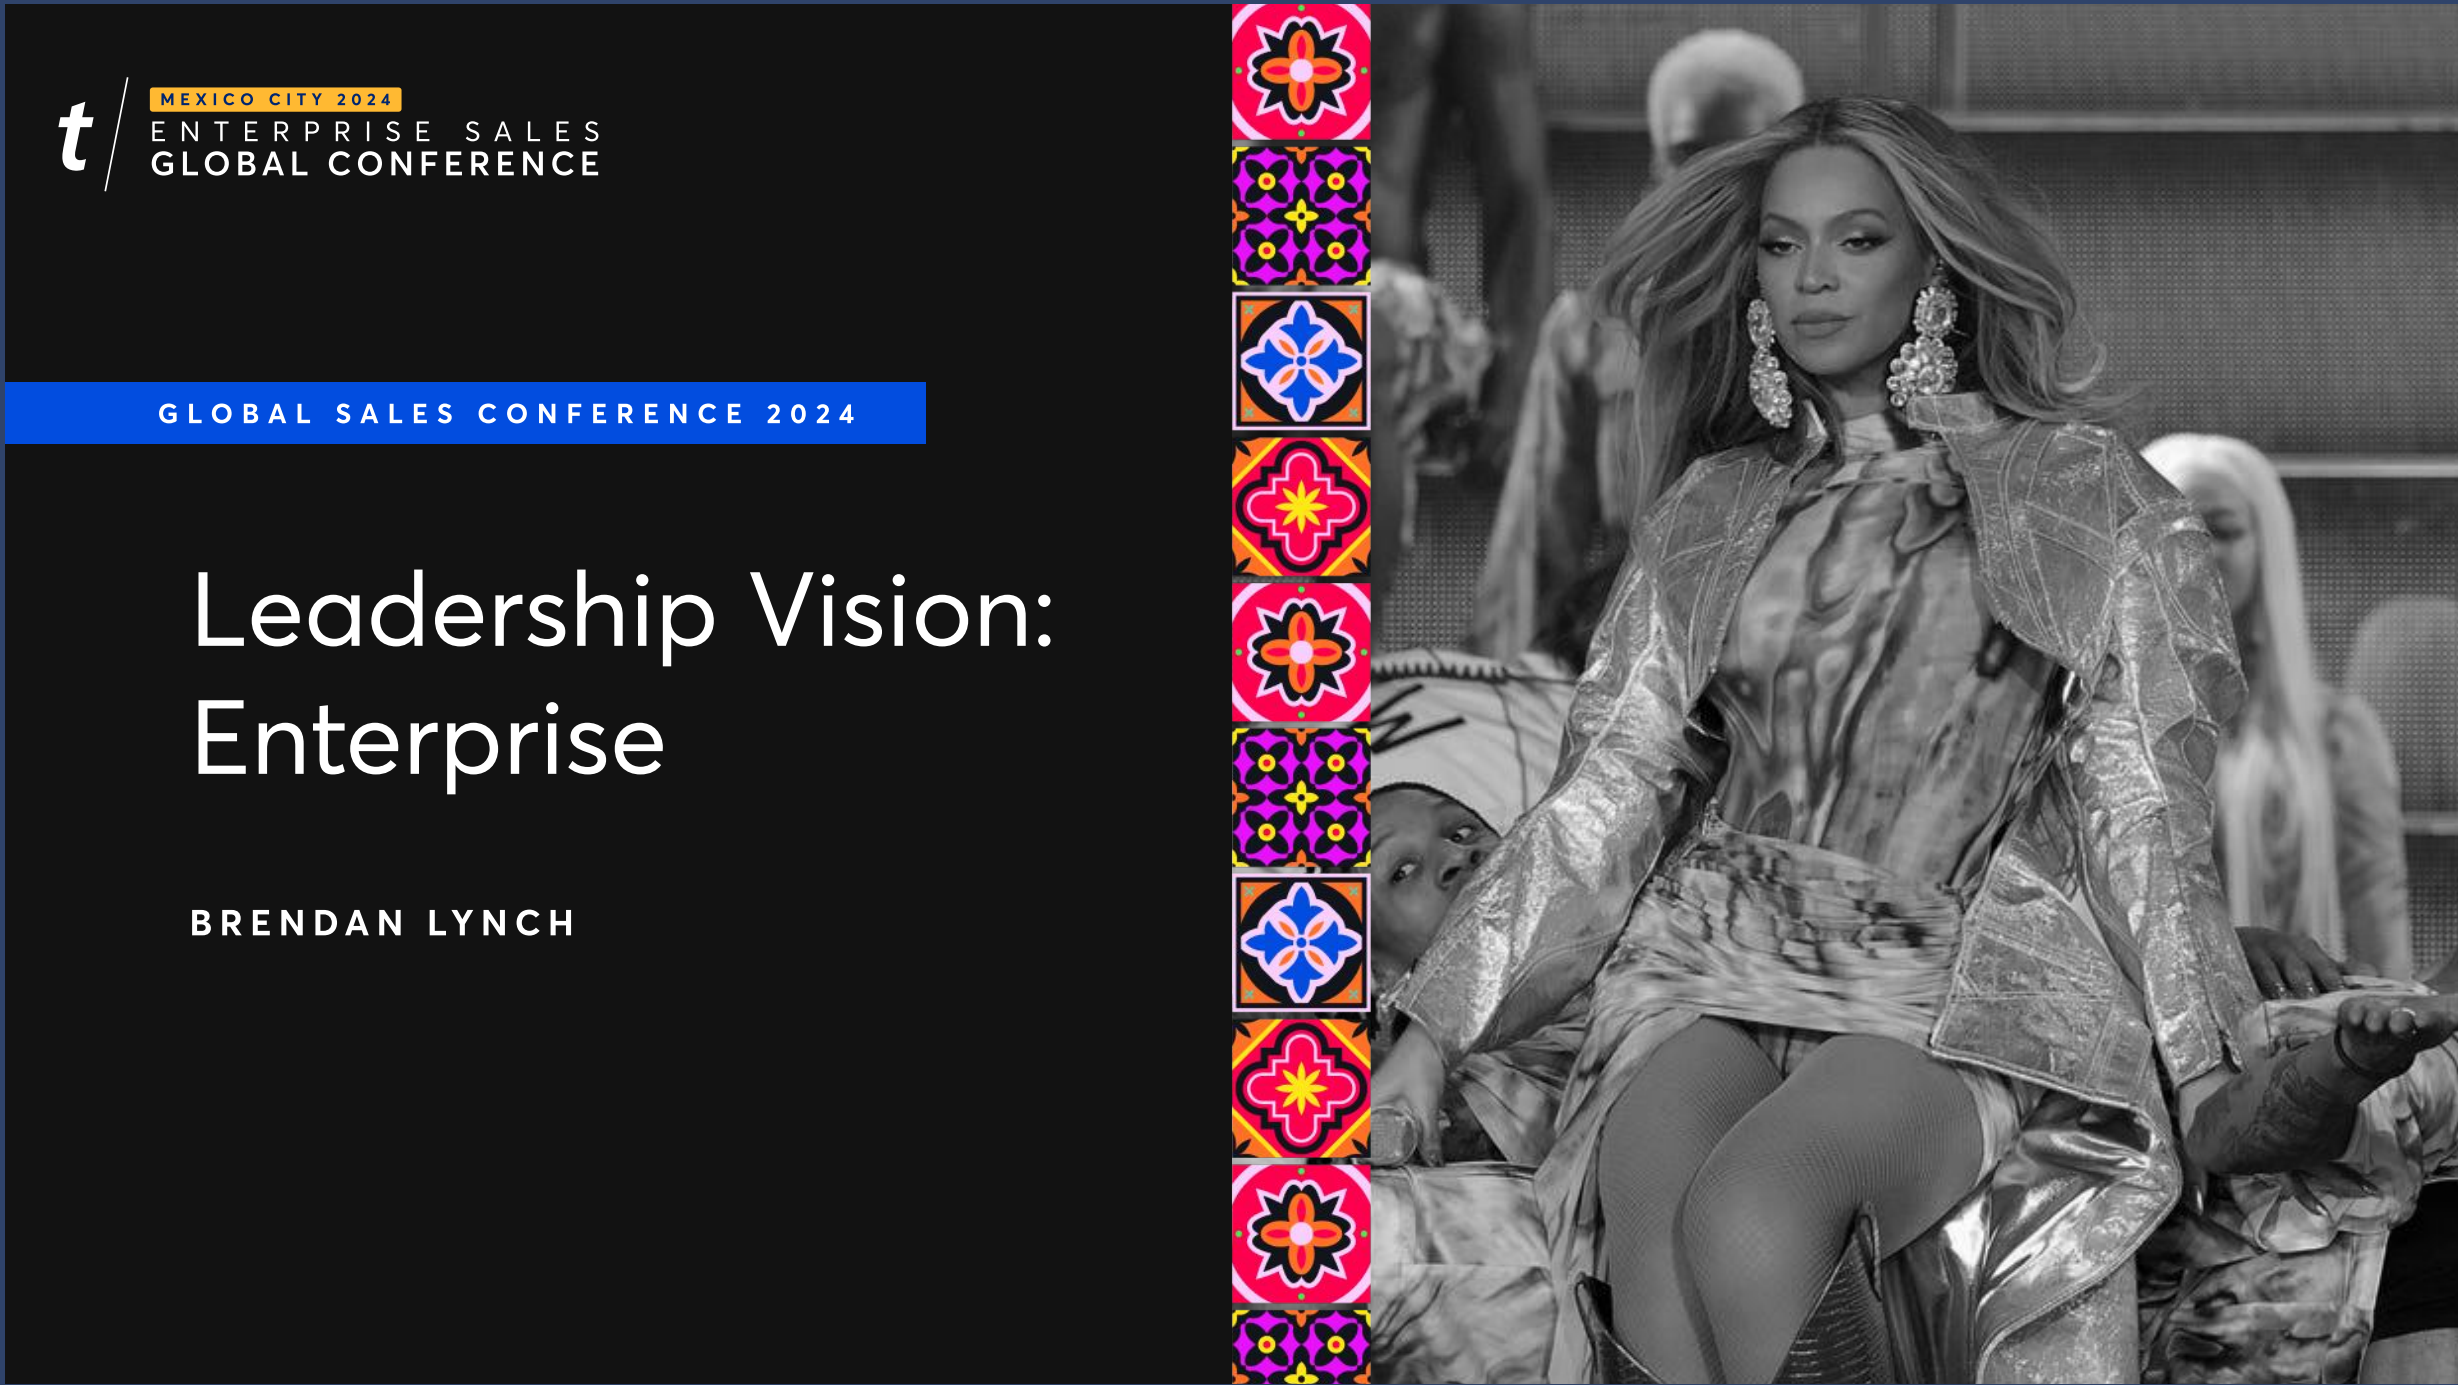 t
MEXICO CITY 2024
ENTERPRISE SALES
GLOBAL CONFERENCE
GLOBAL SALES CONFERENCE 2024
Leadership Vision:
Enterprise
BRENDAN LYNCH